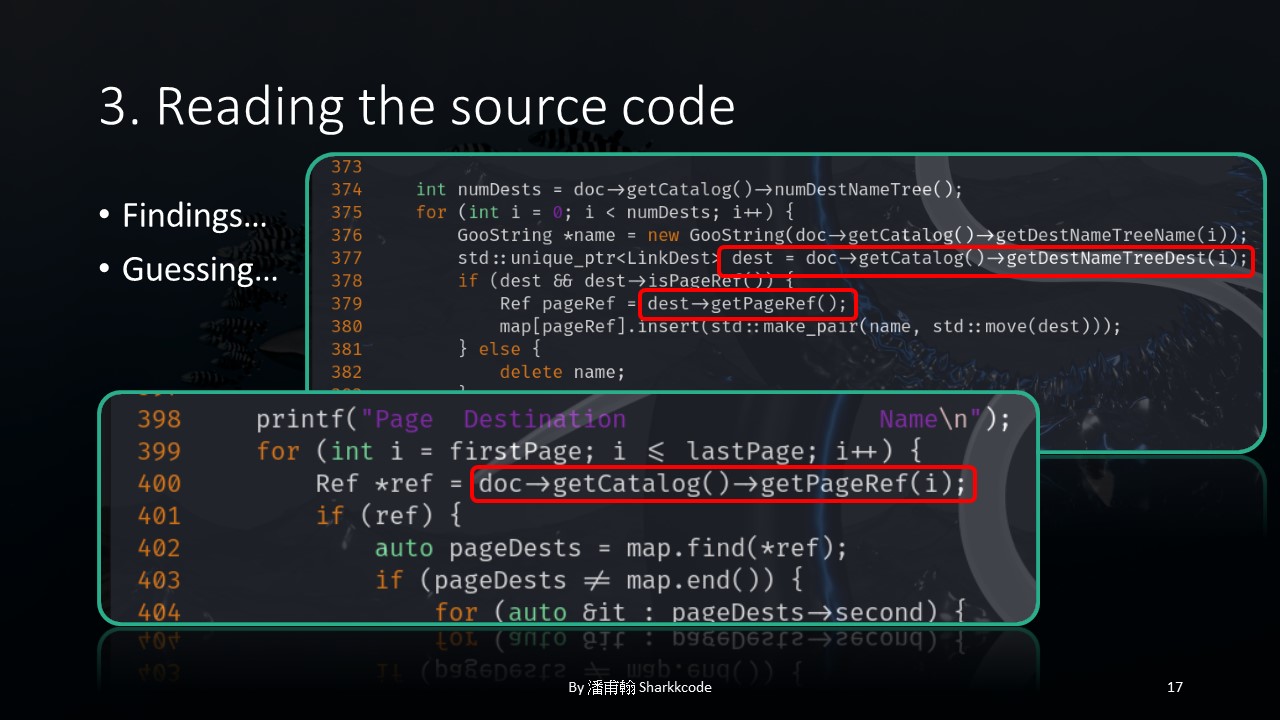 3. Reading the source code
• Findings…
• Guessing…
373
374 int numDests = doc->getCatalog()->numDestNameTree();
375 for (int i = 0; i < numDests; i++) {
376 GooString *name = new GooString(doc->getCatalog()->getDestNameTreeName(i));
377 std::unique_ptr<LinkDest> dest = doc->getCatalog()->getDestNameTreeDest(i);
378 if (dest && dest->isPageRef()) {
379 Ref pageRef = dest->getPageRef();
380 map[pageRef].insert(std::make_pair(name, std::move(dest)));
381 } else {
382 delete name;
398 printf("Page  Destination                 Name\n");
399 for (int i = firstPage; i <= lastPage; i++) {
400 Ref *ref = doc->getCatalog()->getPageRef(i);
401 if (ref) {
402 auto pageDests = map.find(*ref);
403 if (pageDests != map.end()) {
404 for (auto &it : pageDests->second) {
By 潘甫翰 Sharkkcode
17